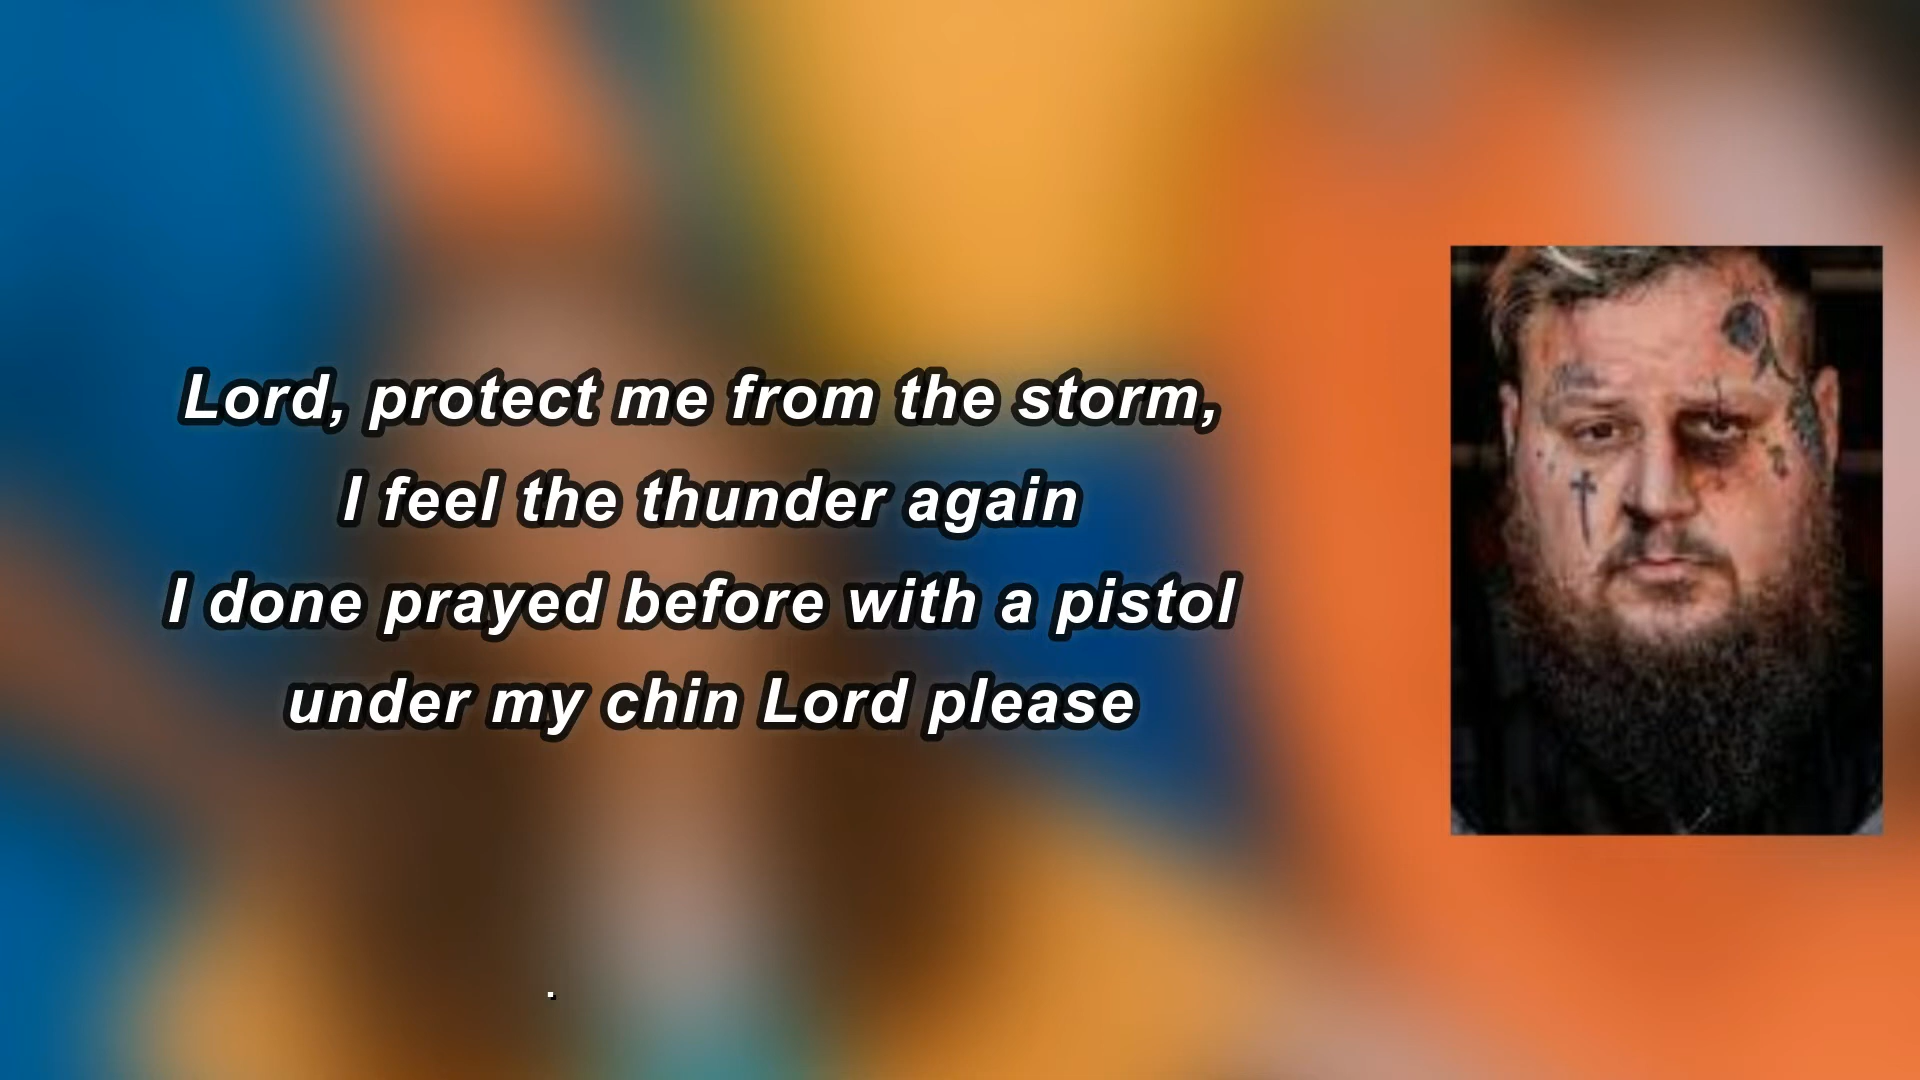 Lord, protect me from the storm,
I feel the thunder again
I done prayed before with a pistol
under my chin Lord please
.